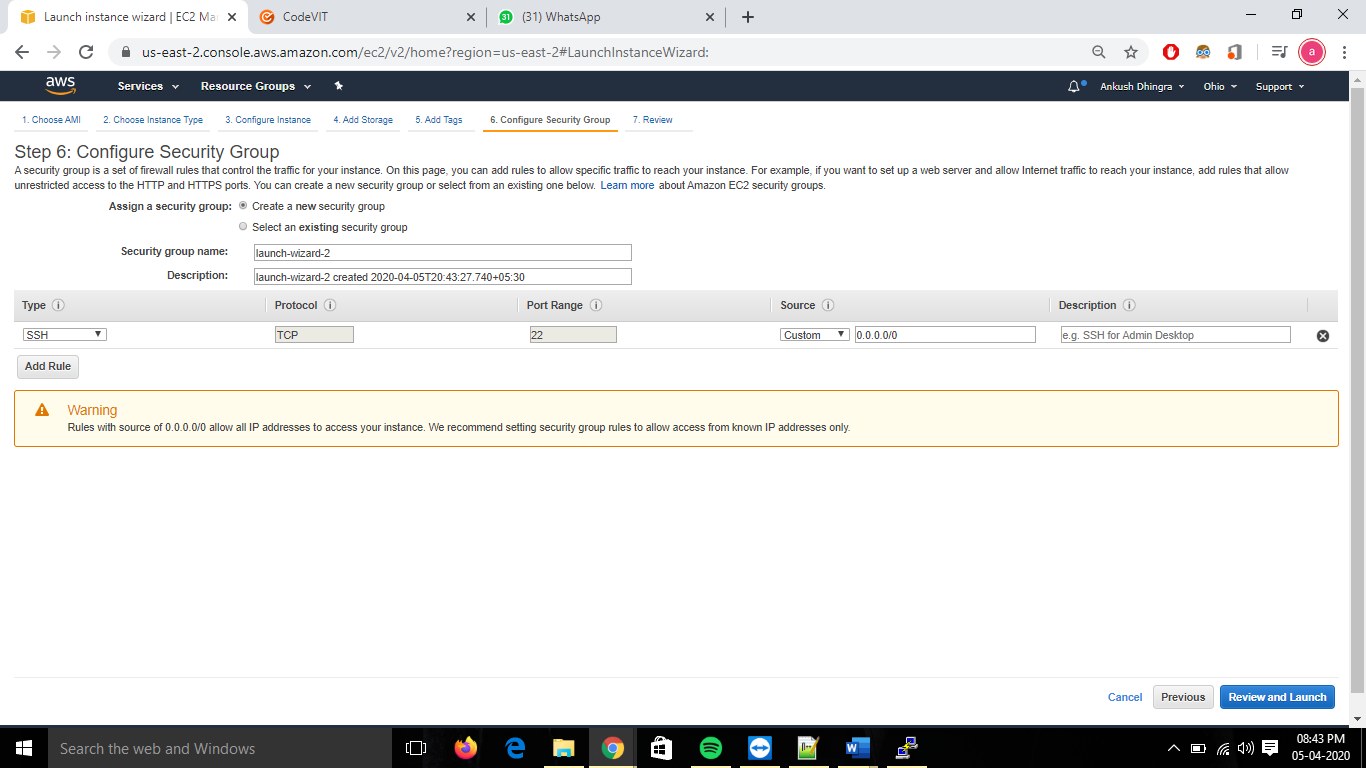 Launch instance wizard | EC2 Mar
CodeVIT
31 (31) WhatsApp
us-east-2.console.aws.amazon.com/ec2/v2/home?region=us-east-2#LaunchInstanceWizard:
a
aws Services Resource Groups Ankush Dhingra Ohio Support
1. Choose AMI 2. Choose Instance Type 3. Configure Instance 4. Add Storage 5. Add Tags 6. Configure Security Group 7. Review
Step 6: Configure Security Group
A security group is a set of firewall rules that control the traffic for your instance. On this page, you can add rules to allow specific traffic to reach your instance. For example, if you want to set up a web server and allow Internet traffic to reach your instance, add rules that allow
unrestricted access to the HTTP and HTTPS ports. You can create a new security group or select from an existing one below. Learn more about Amazon EC2 security groups.
Assign a security group: Create a new security group
Select an existing security group
Security group name: launch-wizard-2
Description: launch-wizard-2 created 2020-04-05T20:43:27.740+05:30
Type i Protocol i Port Range i Source i Description i
SSH TCP 22 Custom 0.0.0.0/0 e.g. SSH for Admin Desktop
Add Rule
Warning
Rules with source of 0.0.0.0/0 allow all IP addresses to access your instance. We recommend setting security group rules to allow access from known IP addresses only.
Cancel Previous Review and Launch
Search the web and Windows
08:43 PM
05-04-2020